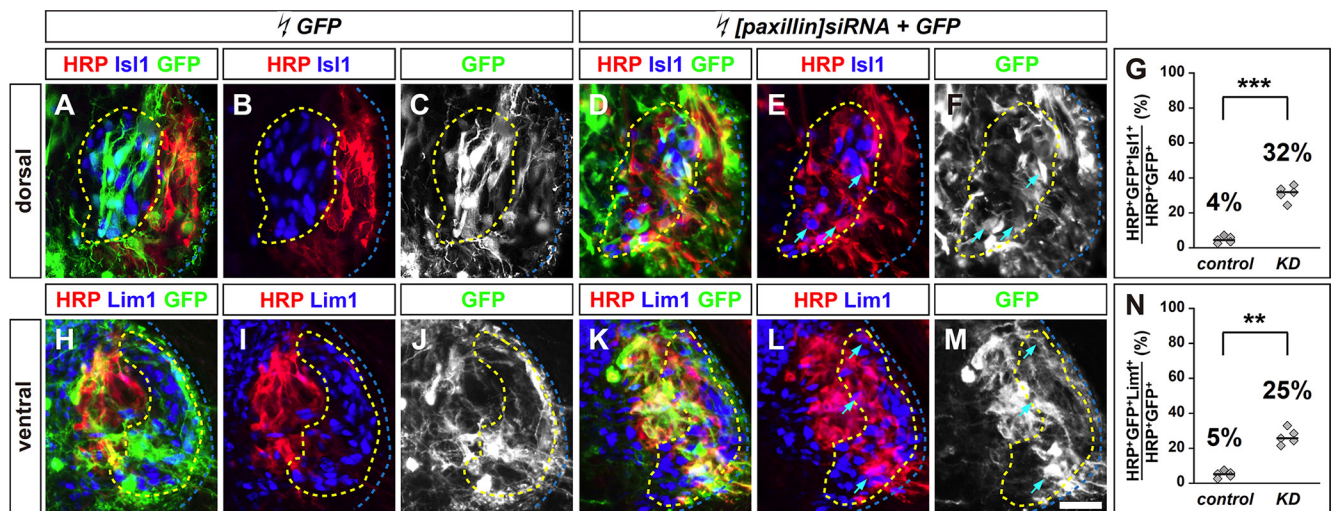 GFP
[paxillin]siRNA + GFP
HRP Isl1 GFP
HRP Isl1
GFP
HRP Isl1 GFP
HRP Isl1
GFP
dorsal
A
B
C
D
E
F
G
HRP⁺GFP⁺Isl1⁺
HRP⁺GFP⁺
(%)
100
80
60
40
20
0
***
4%
32%
control
KD
HRP Lim1 GFP
HRP Lim1
GFP
HRP Lim1 GFP
HRP Lim1
GFP
ventral
H
I
J
K
L
M
N
HRP⁺GFP⁺Lim1⁺
HRP⁺GFP⁺
(%)
100
80
60
40
20
0
**
5%
25%
control
KD